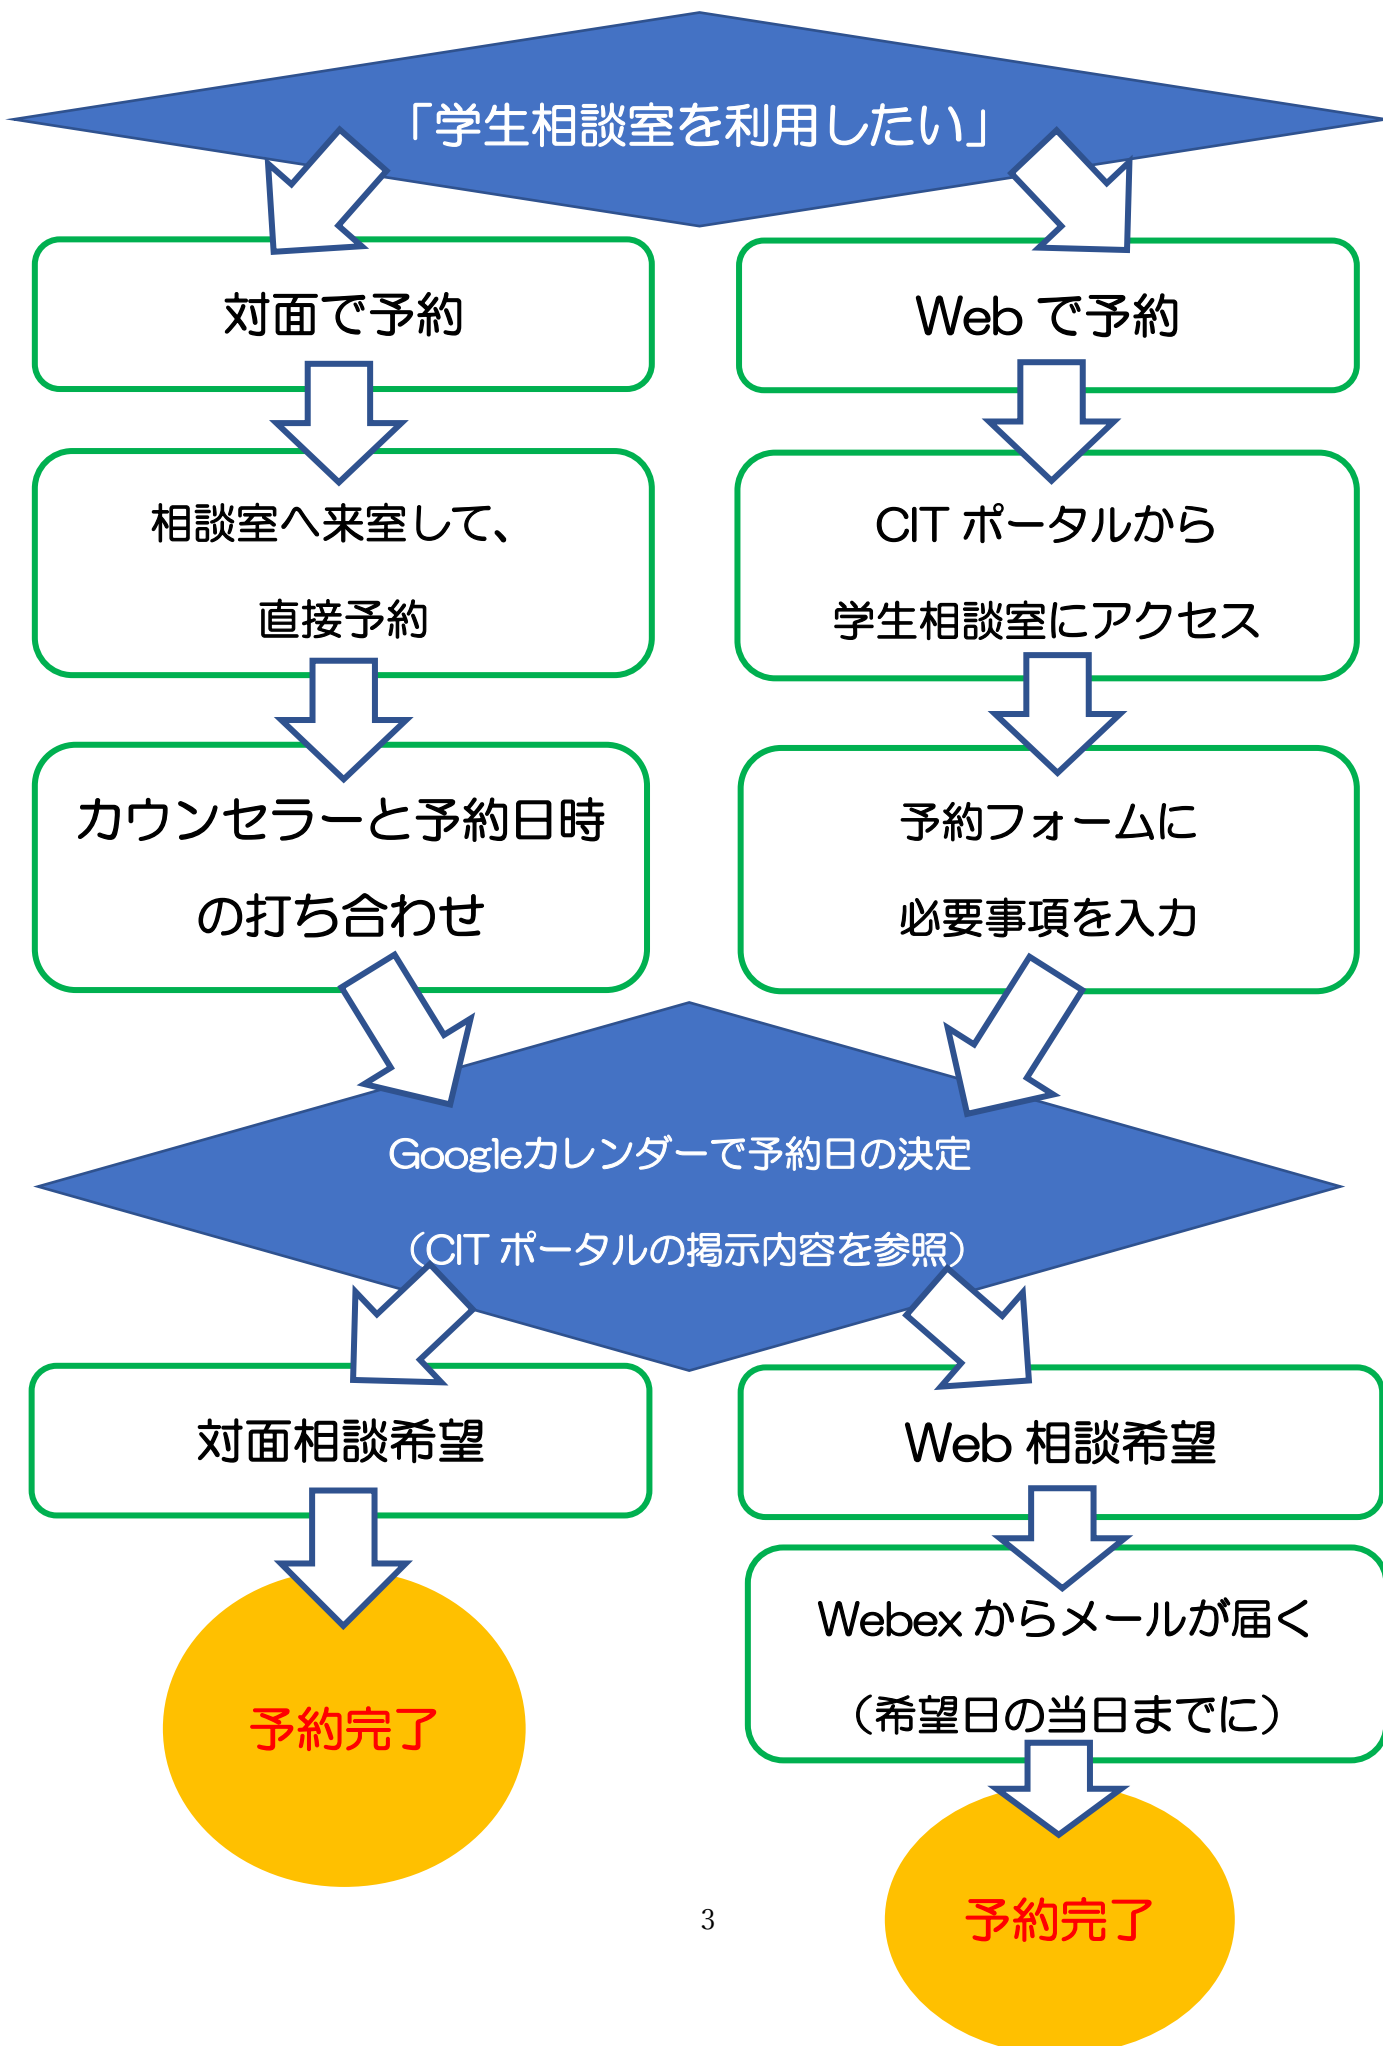 「学生相談室を利用したい」
対面で予約
Web で予約
相談室へ来室して、
直接予約
CIT ポータルから
学生相談室にアクセス
カウンセラーと予約日時
の打ち合わせ
予約フォームに
必要事項を入力
Googleカレンダーで予約日の決定
（CIT ポータルの掲示内容を参照）
対面相談希望
Web 相談希望
予約完了
Webex からメールが届く
（希望日の当日までに）
予約完了
3